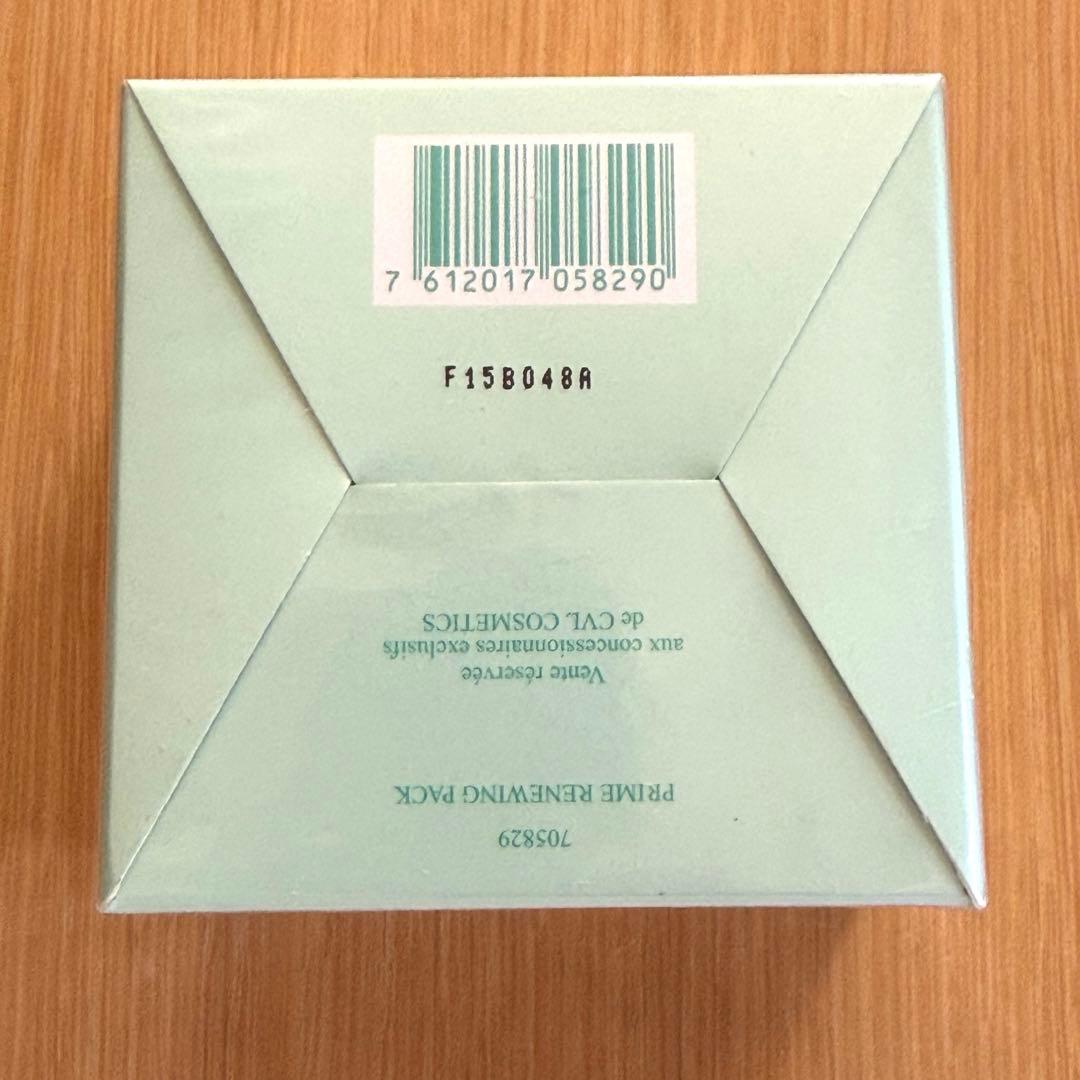 7 612017 058290
F15B048A
705829
PRIME RENEWING PACK
Vente réservée
aux concessionnaires exclusifs
de CVL COSMETICS